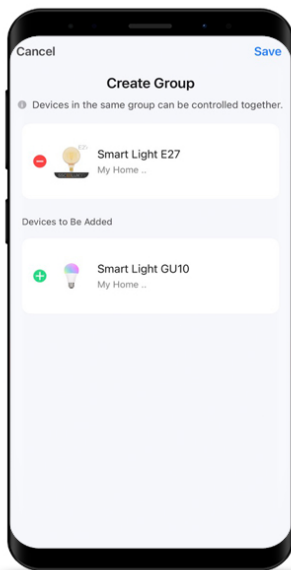 Cancel
Save
Create Group
Devices in the same group can be controlled together.
Smart Light E27
My Home ..
Devices to Be Added
Smart Light GU10
My Home ..